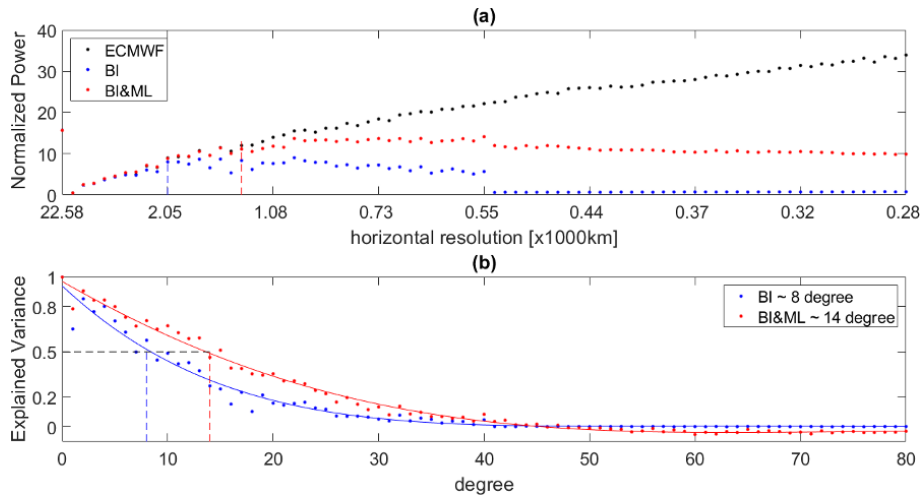 (a)
Normalized Power
40
30
20
10
0
ECMWF
BI
BI&ML
22.58 2.05 1.08 0.73 0.55 0.44 0.37 0.32 0.28
horizontal resolution [x1000km]
(b)
Explained Variance
1
0.8
0.5
0.2
0
BI ~ 8 degree
BI&ML ~ 14 degree
0 10 20 30 40 50 60 70 80
degree